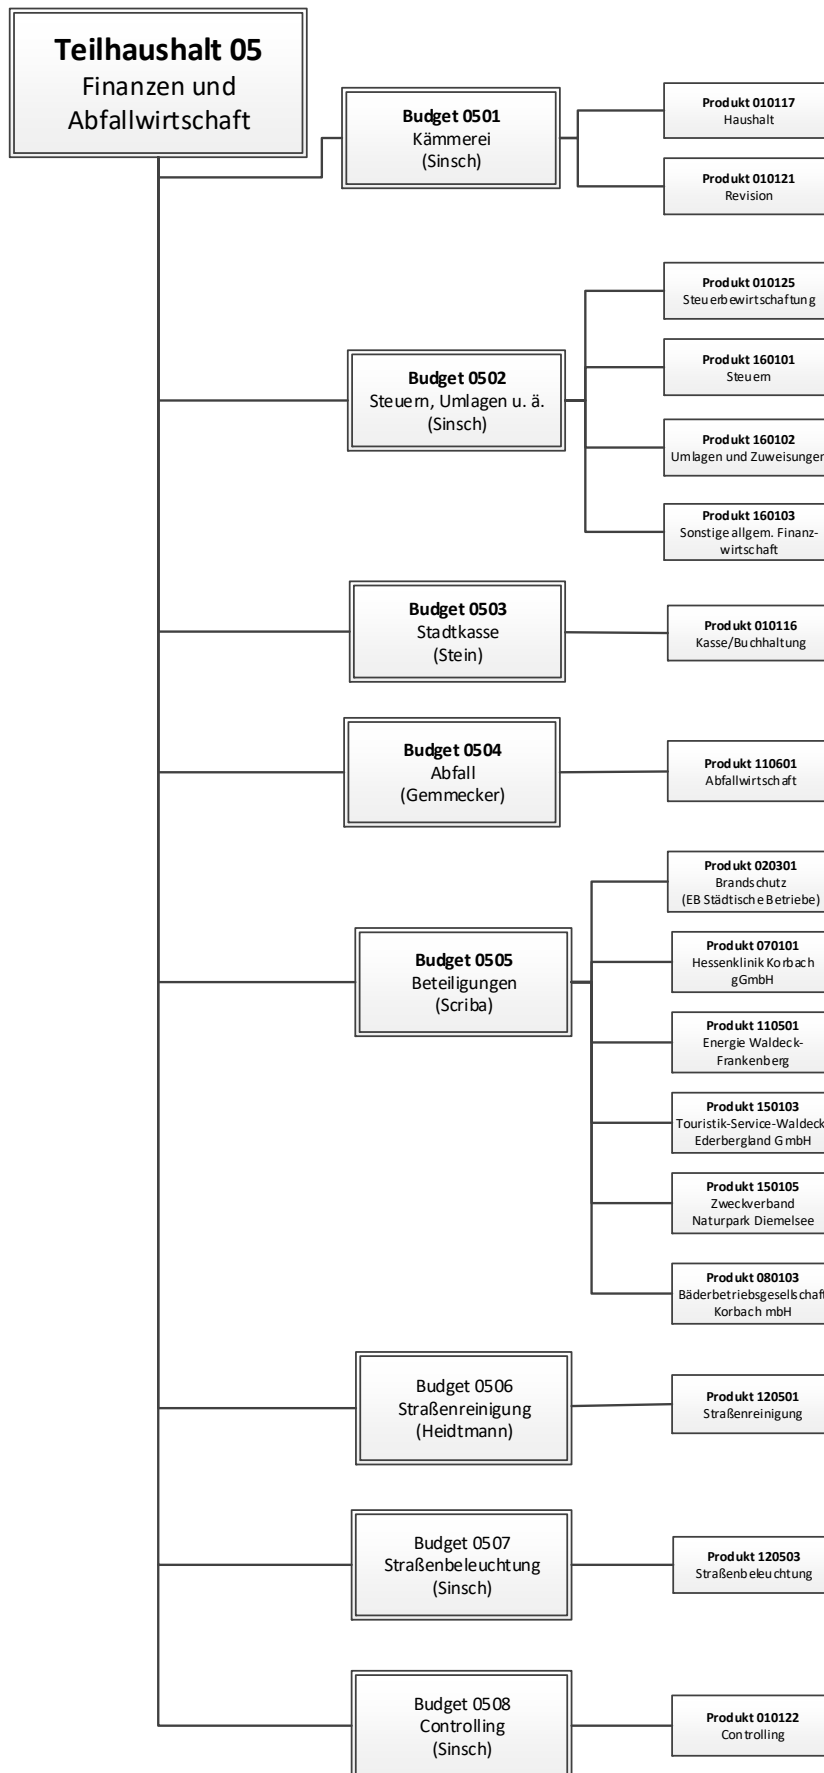 Teilhaushalt 05
Finanzen und
Abfallwirtschaft
Budget 0501
Kämmerei
(Sinsch)
Produkt 010117
Haushalt
Produkt 010121
Revision
Budget 0502
Steuern, Umlagen u. ä.
(Sinsch)
Produkt 010125
Steuerbewirtschaftung
Produkt 160101
Steuern
Produkt 160102
Umlagen und Zuweisungen
Produkt 160103
Sonstige allgem. Finanz-
wirtschaft
Budget 0503
Stadtkasse
(Stein)
Produkt 010116
Kasse/Buchhaltung
Budget 0504
Abfall
(Gemmecker)
Produkt 110601
Abfallwirtschaft
Budget 0505
Beteiligungen
(Scriba)
Produkt 020301
Brandschutz
(EB Städtische Betriebe)
Produkt 070101
Hessenklinik Korbach
gGmbH
Produkt 110501
Energie Waldeck-
Frankenberg
Produkt 150103
Touristik-Service-Waldeck
Ederbergland GmbH
Produkt 150105
Zweckverband
Naturpark Diemelsee
Produkt 080103
Bäderbetriebsgesellschaft
Korbach mbH
Budget 0506
Straßenreinigung
(Heidtmann)
Produkt 120501
Straßenreinigung
Budget 0507
Straßenbeleuchtung
(Sinsch)
Produkt 120503
Straßenbeleuchtung
Budget 0508
Controlling
(Sinsch)
Produkt 010122
Controlling